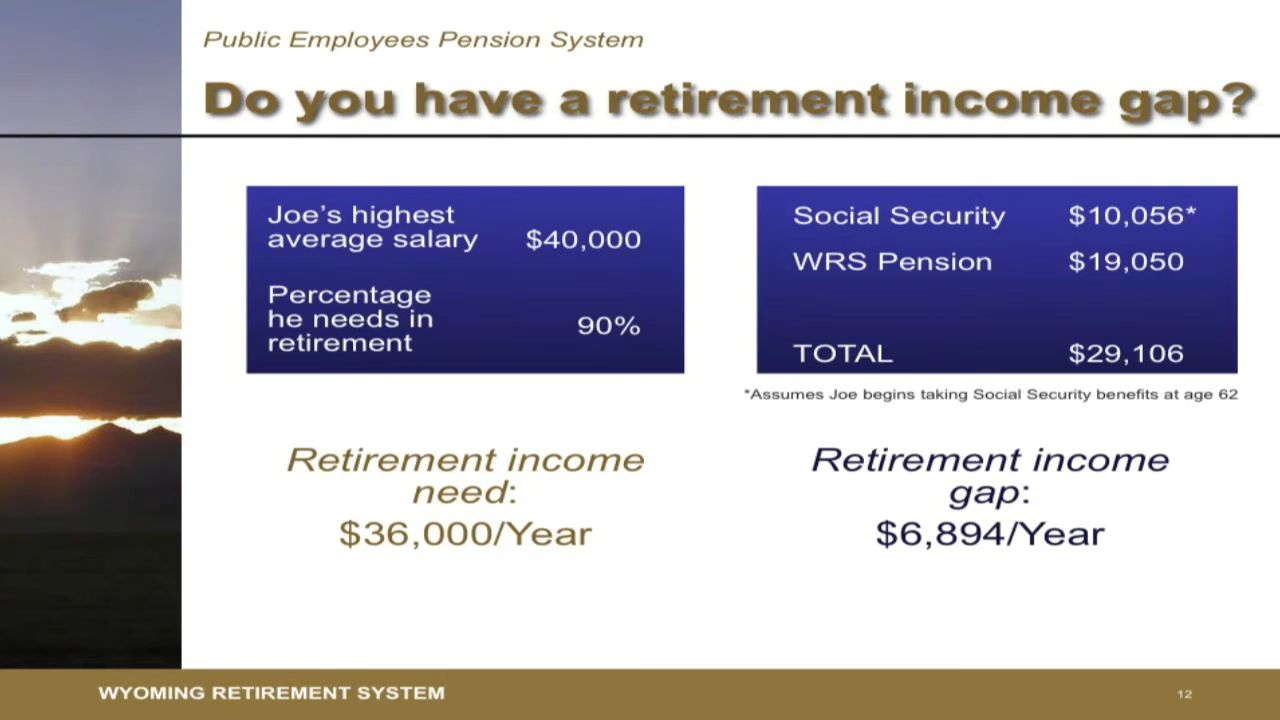 Public Employees Pension System
Do you have a retirement income gap?
Joe's highest
average salary $40,000
Percentage
he needs in
retirement 90%
Social Security $10,056*
WRS Pension $19,050
TOTAL $29,106
*Assumes Joe begins taking Social Security benefits at age 62
Retirement income
need:
$36,000/Year
Retirement income
gap:
$6,894/Year
WYOMING RETIREMENT SYSTEM
12